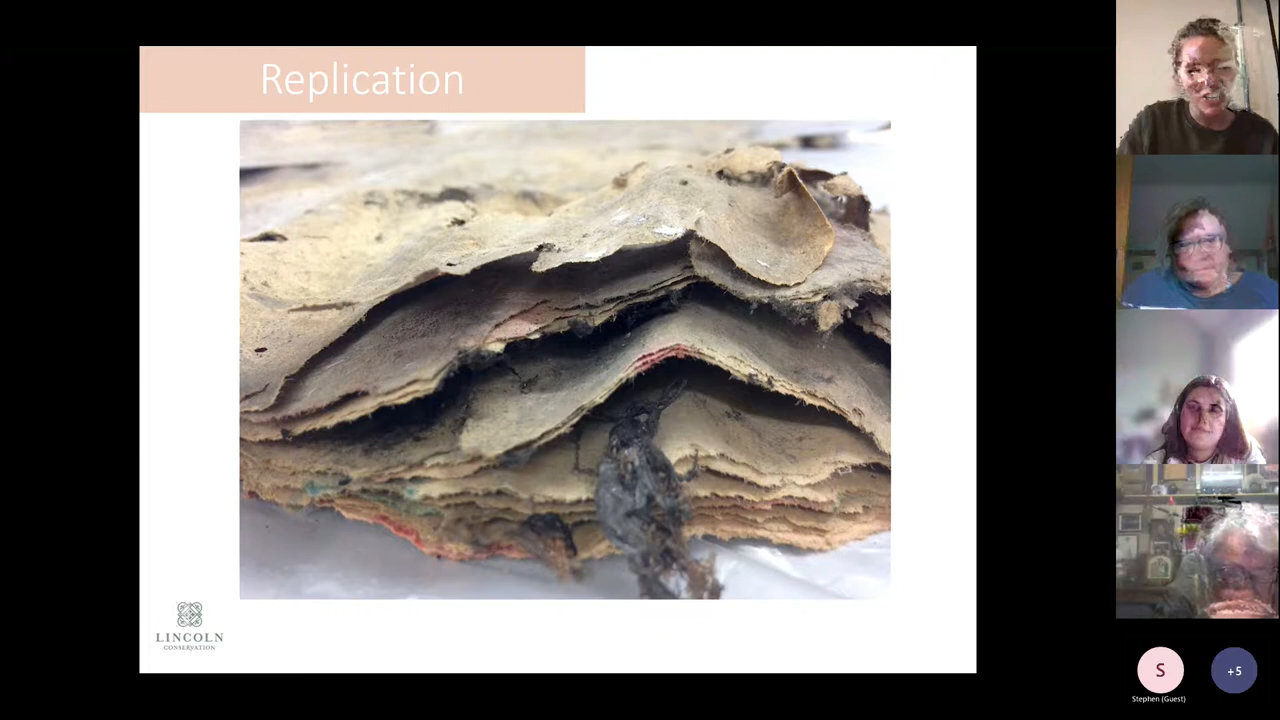 Replication
LINCOLN
CONSERVATION
S
+5
Stephen (Guest)